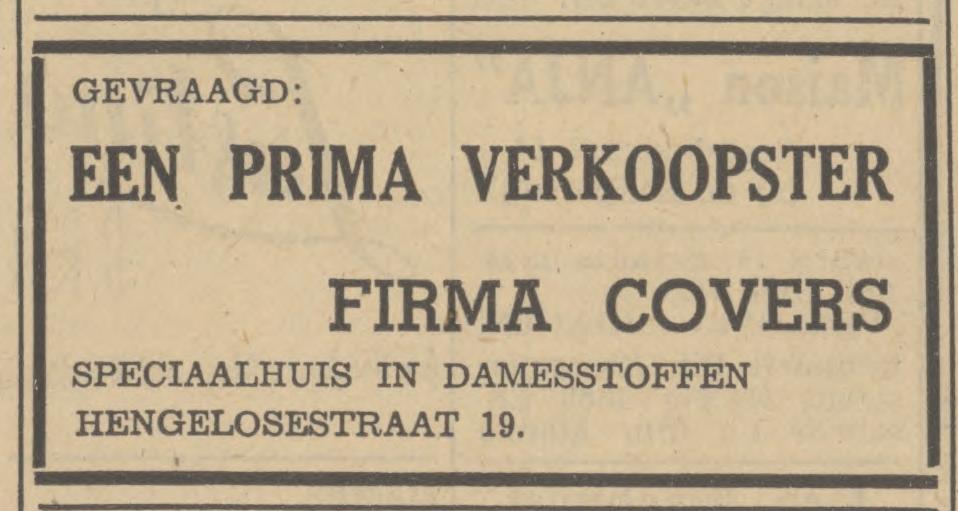 GEVRAAGD:
EEN PRIMA VERKOOPSTER
FIRMA COVERS
SPECIAALHUIS IN DAMESSTOFFEN
HENGELOSESTRAAT 19.